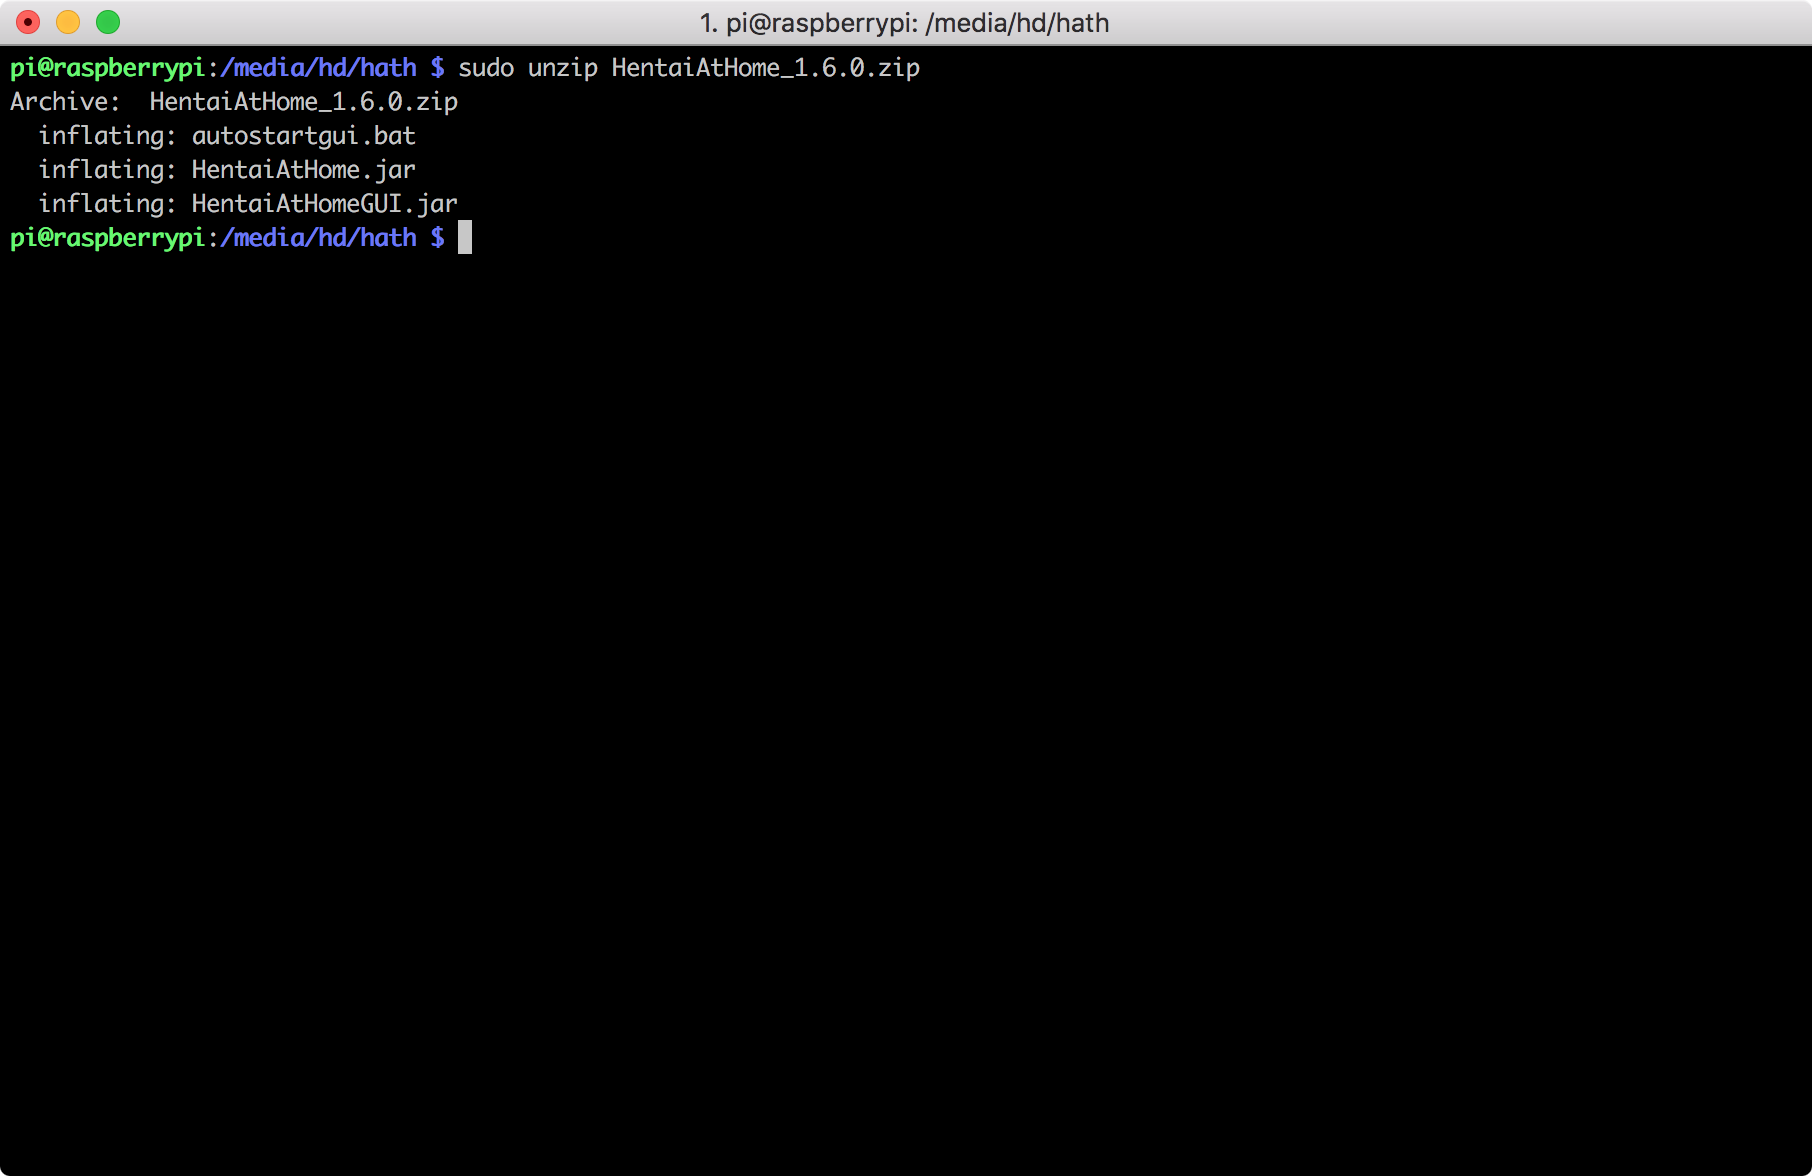 1. pi@raspberrypi: /media/hd/hath
pi@raspberrypi:/media/hd/hath $ sudo unzip HentaiAtHome_1.6.0.zip
Archive:  HentaiAtHome_1.6.0.zip
  inflating: autostartgui.bat
  inflating: HentaiAtHome.jar
  inflating: HentaiAtHomeGUI.jar
pi@raspberrypi:/media/hd/hath $